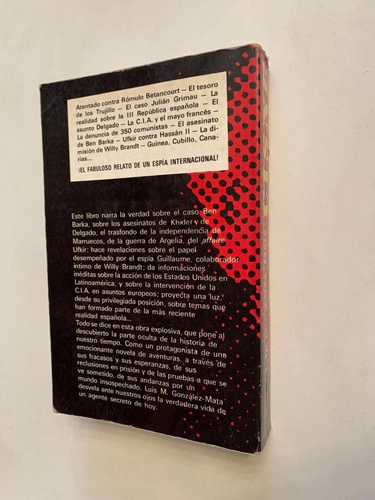 Atentado contra Rómulo Betancourt — El tesoro
de los Trujillo — El caso Julián Grimau — La
realidad sobre la III República española — El
asunto Delgado — La C.I.A. y el mayo francés —
La denuncia de 350 comunistas — El asesinato
de Ben Barka — Ufkir contra Hassán II — La di-
misión de Willy Brandt — Guinea, Cubillo, Cana-
rias...
¡EL FABULOSO RELATO DE UN ESPÍA INTERNACIONAL!
Este libro narra la verdad sobre el caso Ben
Barka, sobre los asesinatos de Khider y de
Delgado, el trasfondo de la independencia de
Marruecos, de la guerra de Argelia, del affaire
Ufkir; hace revelaciones sobre el papel
desempeñado por el espía Guillaume, colaborador
íntimo de Willy Brandt; da informaciones
inéditas sobre la acción de los Estados Unidos en
Latinoamérica, y sobre la intervención de la
C.I.A. en asuntos europeos; proyecta una luz,
desde su privilegiada posición, sobre temas que
han formado parte de la más reciente
realidad española...
Todo se dice en esta obra explosiva, que pone al
descubierto la parte oculta de la historia de
nuestro tiempo. Como un protagonista de una
emocionante novela de aventuras, a través de
sus fracasos y sus esperanzas, de sus
reclusiones en prisión y de las pruebas a que se
ve sometido, de sus andanzas por un
mundo insospechado, Luis M. González-Mata
desvela ante nuestros ojos la verdadera vida de
un agente secreto de hoy.